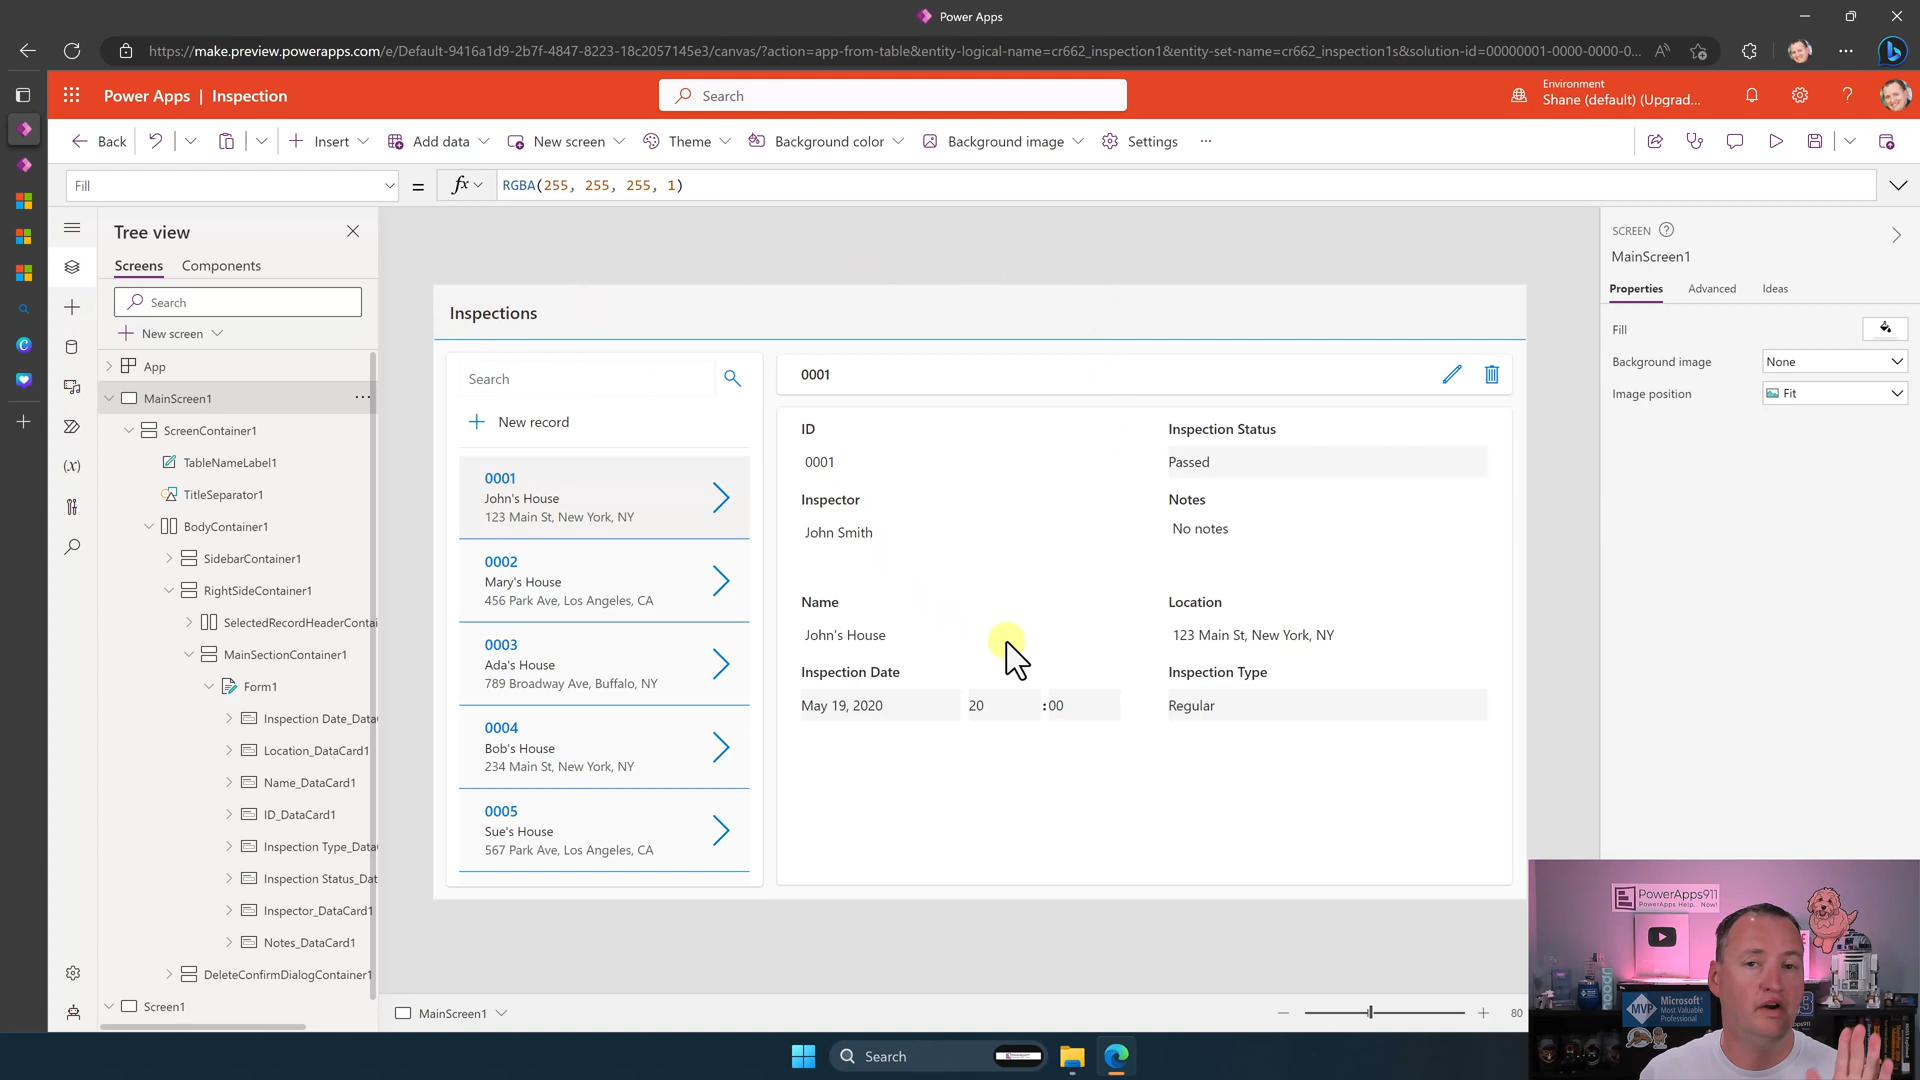 Power Apps
https://make.preview.powerapps.com/e/Default-9416a1d9-2b7f-4847-8223-18c2057145e3/canvas/?action=app-from-table&entity-logical-name=cr662_inspection1&entity-set-name=cr662_inspection1s&solution-id=00000001-0000-0000-0...
Power Apps | Inspection
Search
Environment
Shane (default) (Upgrad...
Back
Insert
Add data
New screen
Theme
Background color
Background image
Settings
Fill
=
fx
RGBA(255, 255, 255, 1)
Tree view
Screens
Components
Search
New screen
App
MainScreen1
ScreenContainer1
TableNameLabel1
TitleSeparator1
BodyContainer1
SidebarContainer1
RightSideContainer1
SelectedRecordHeaderContai
MainSectionContainer1
Form1
Inspection Date_Data
Location_DataCard1
Name_DataCard1
ID_DataCard1
Inspection Type_Data
Inspection Status_Dat
Inspector_DataCard1
Notes_DataCard1
DeleteConfirmDialogContainer1
Screen1
Inspections
Search
New record
0001
John's House
123 Main St, New York, NY
0002
Mary's House
456 Park Ave, Los Angeles, CA
0003
Ada's House
789 Broadway Ave, Buffalo, NY
0004
Bob's House
234 Main St, New York, NY
0005
Sue's House
567 Park Ave, Los Angeles, CA
0001
ID
0001
Inspection Status
Passed
Inspector
John Smith
Notes
No notes
Name
John's House
Location
123 Main St, New York, NY
Inspection Date
May 19, 2020
20
:00
Inspection Type
Regular
SCREEN
MainScreen1
Properties
Advanced
Ideas
Fill
Background image
None
Image position
Fit
MainScreen1
80
PowerApps911
PowerApps Help... Now!
Microsoft
MVP
Most Valuable
Professional
Search